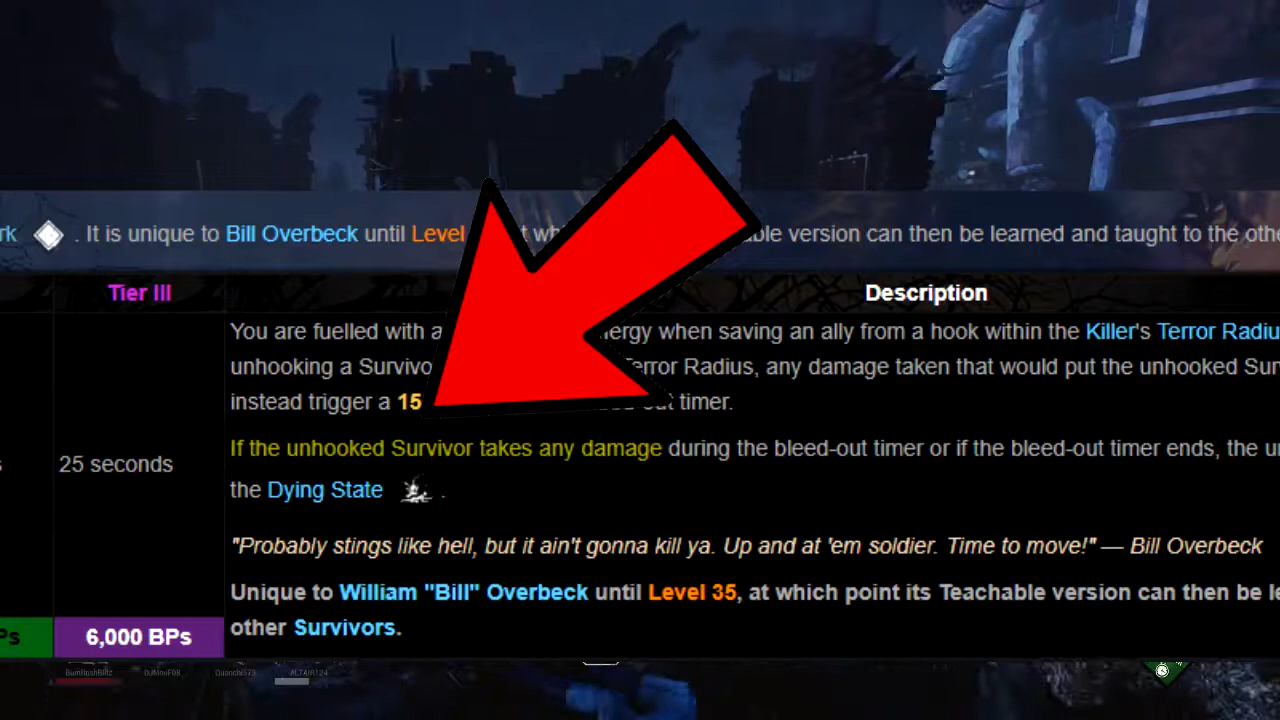 rk . It is unique to Bill Overbeck until Level t wh able version can then be learned and taught to the othe
Tier III Description
You are fuelled with a ergy when saving an ally from a hook within the Killer's Terror Radiu
unhooking a Survivo Terror Radius, any damage taken that would put the unhooked Sur
instead trigger a 15 out timer.
If the unhooked Survivor takes any damage during the bleed-out timer or if the bleed-out timer ends, the u
s 25 seconds
the Dying State .
"Probably stings like hell, but it ain't gonna kill ya. Up and at 'em soldier. Time to move!" — Bill Overbeck
Unique to William "Bill" Overbeck until Level 35, at which point its Teachable version can then be le
Ps 6,000 BPs other Survivors.